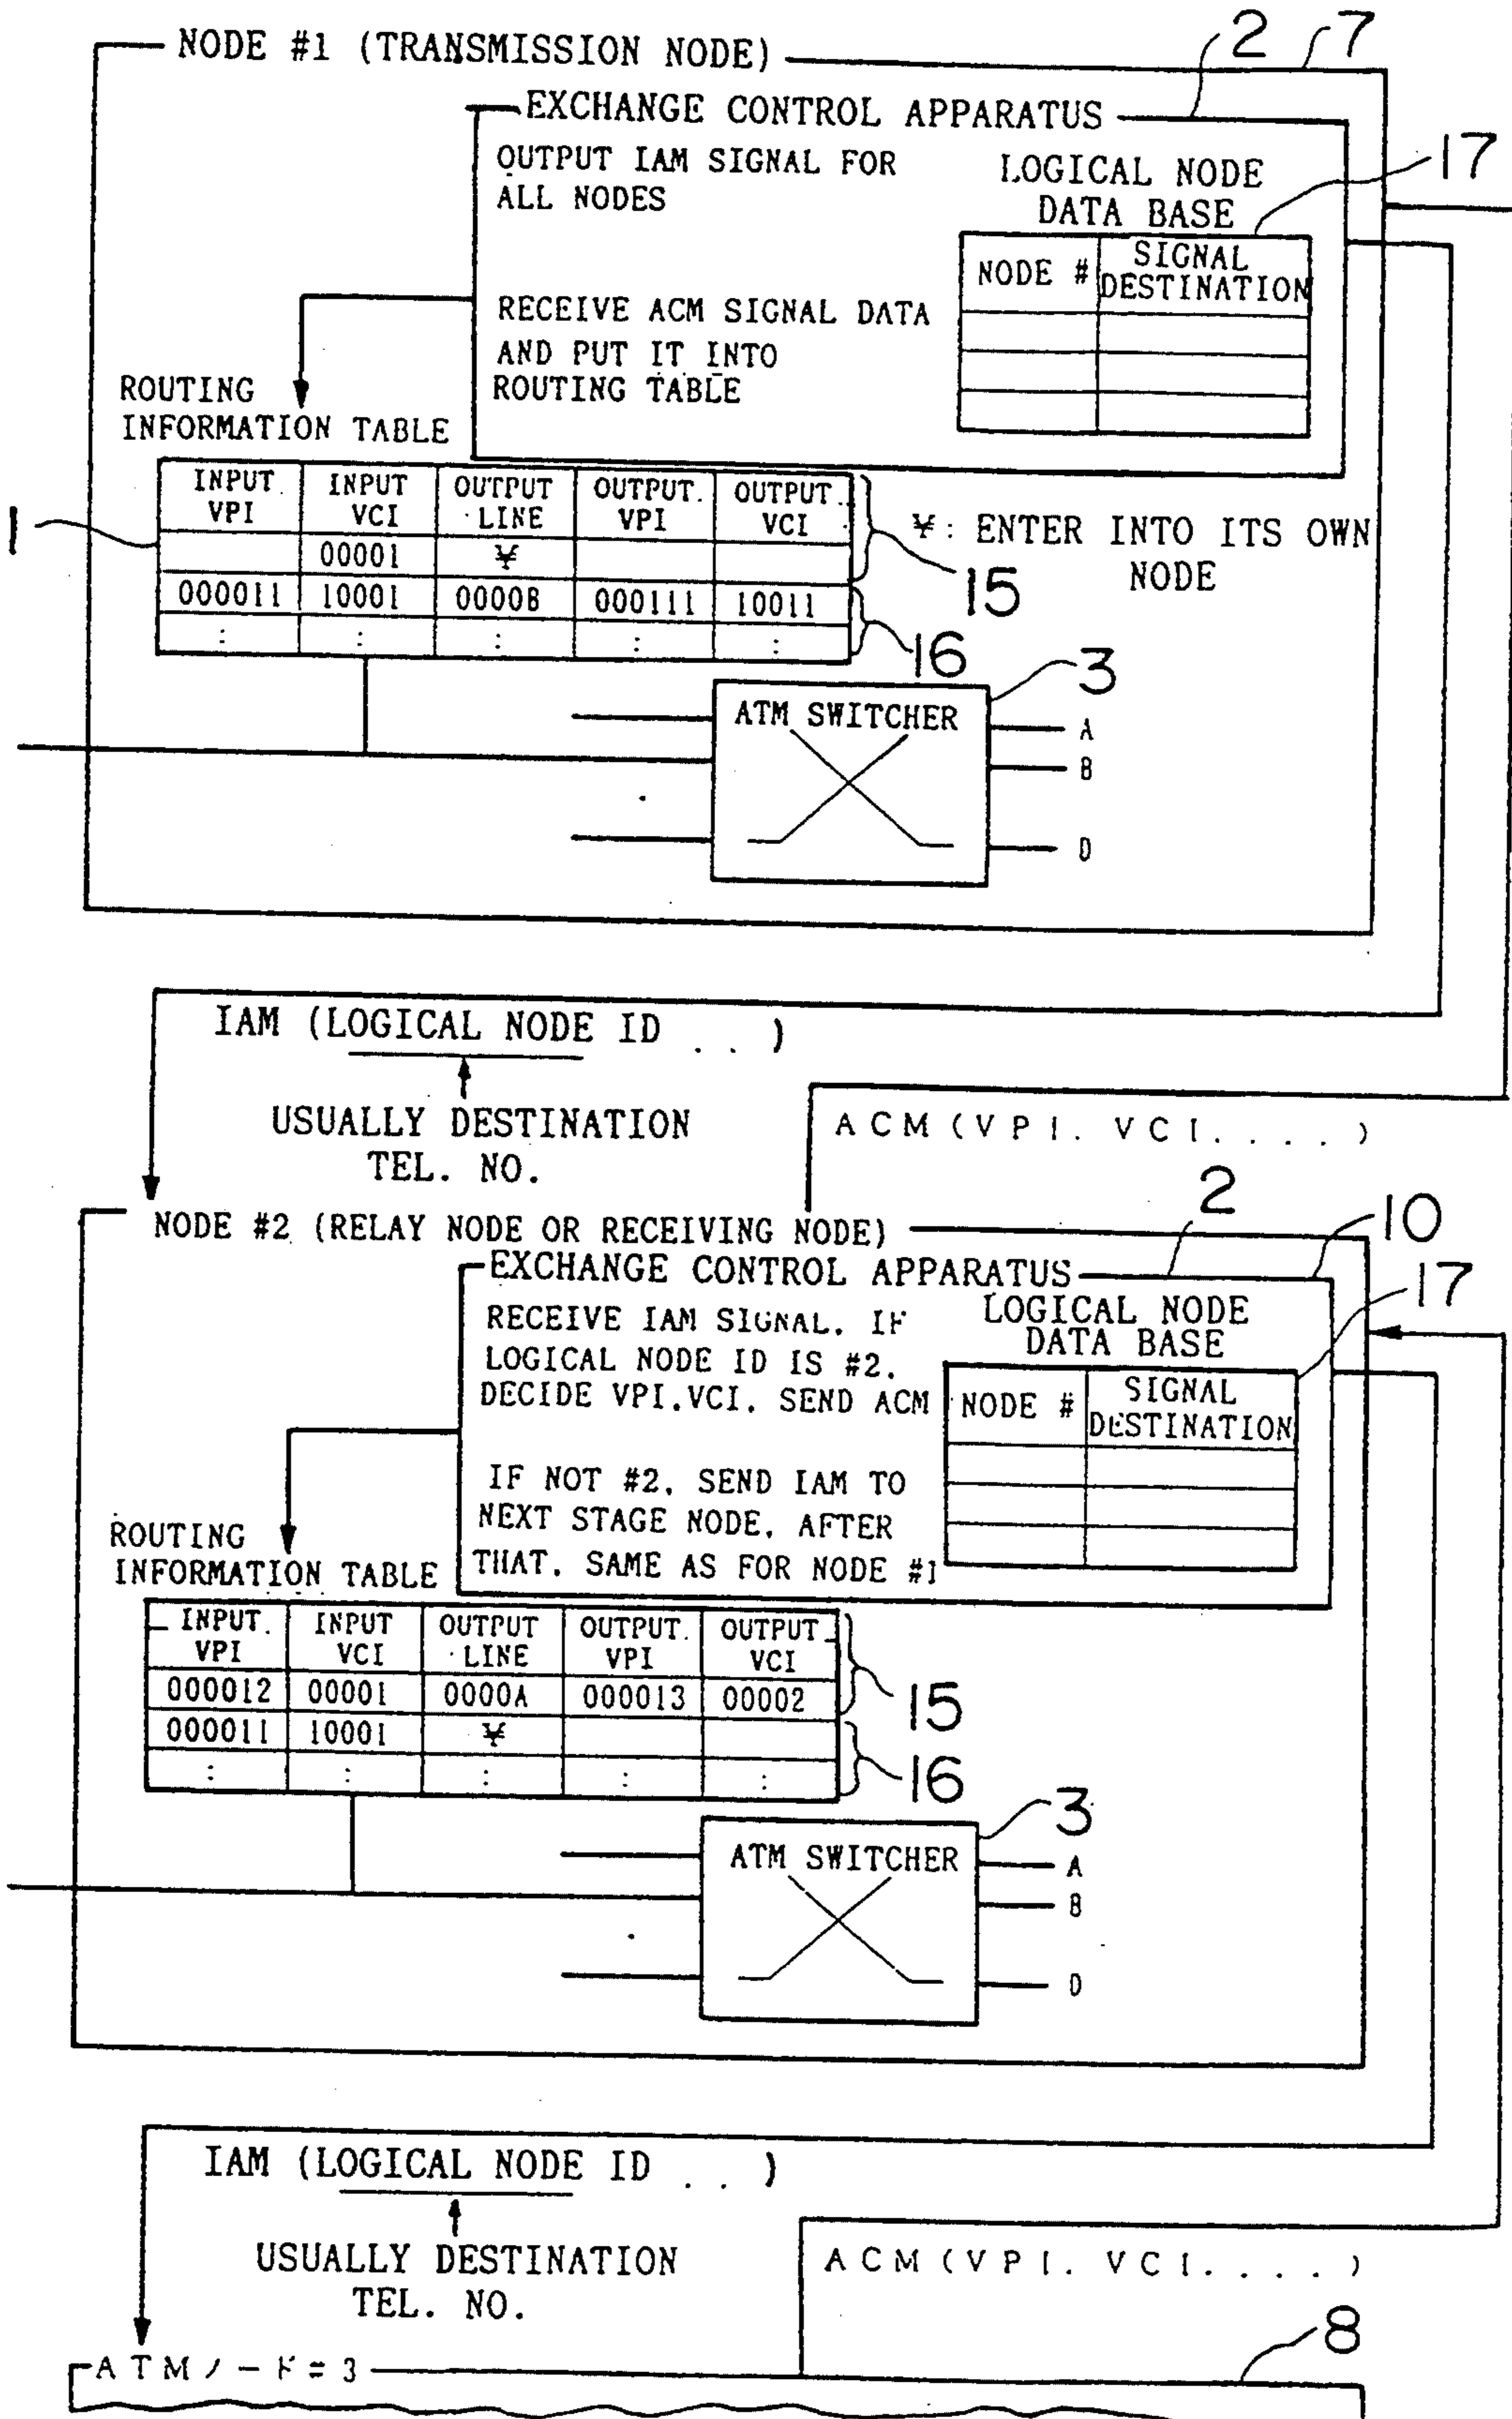 NODE #1 (TRANSMISSION NODE)
2
7
EXCHANGE CONTROL APPARATUS
OUTPUT IAM SIGNAL FOR
ALL NODES
LOGICAL NODE
DATA BASE
17
NODE #
SIGNAL
DESTINATION
RECEIVE ACM SIGNAL DATA
AND PUT IT INTO
ROUTING TABLE
ROUTING
INFORMATION TABLE
1
INPUT. INPUT OUTPUT OUTPUT. OUTPUT.
VPI VCI LINE VPI VCI
00001 ¥
000011 10001 0000B 000111 10011
: : : : :
15
16
¥: ENTER INTO ITS OWN
NODE
3
ATM SWITCHER
A
B
D
IAM (LOGICAL NODE ID . . )
USUALLY DESTINATION
TEL. NO.
ACM (VPI. VCI. . . . )
NODE #2 (RELAY NODE OR RECEIVING NODE)
2
10
EXCHANGE CONTROL APPARATUS
17
RECEIVE IAM SIGNAL. IF
LOGICAL NODE ID IS #2.
DECIDE VPI.VCI. SEND ACM
LOGICAL NODE
DATA BASE
NODE #
SIGNAL
DESTINATION
IF NOT #2. SEND IAM TO
NEXT STAGE NODE. AFTER
THAT. SAME AS FOR NODE #1
ROUTING
INFORMATION TABLE
INPUT. INPUT OUTPUT OUTPUT. OUTPUT
VPI VCI LINE VPI VCI
000012 00001 0000A 000013 00002
000011 10001 ¥
: : : : :
15
16
3
ATM SWITCHER
A
B
D
IAM (LOGICAL NODE ID . . )
USUALLY DESTINATION
TEL. NO.
ACM (VPI. VCI. . . . )
8
ATMノード=3